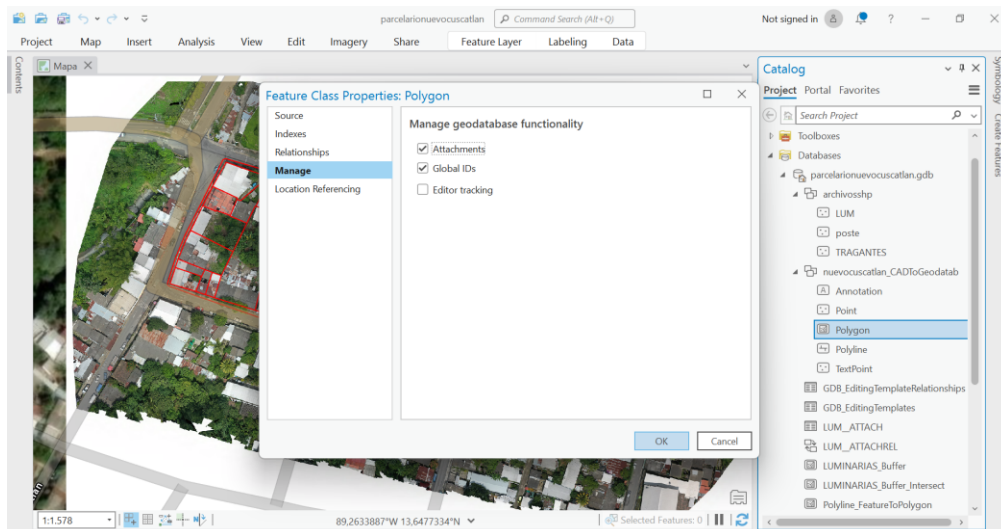 parcelarionuevocuscatlan
Command Search (Alt+Q)
Not signed in
Project Map Insert Analysis View Edit Imagery Share Feature Layer Labeling Data
Contents
Mapa
Feature Class Properties: Polygon
Source
Indexes
Relationships
Manage
Location Referencing
Manage geodatabase functionality
Attachments
Global IDs
Editor tracking
OK Cancel
Catalog
Project Portal Favorites
Search Project
Toolboxes
Databases
parcelarionuevocuscatlan.gdb
archivosshp
LUM
poste
TRAGANTES
nuevocuscatlan_CADToGeodatab
Annotation
Point
Polygon
Polyline
TextPoint
GDB_EditingTemplateRelationships
GDB_EditingTemplates
LUM__ATTACH
LUM__ATTACHREL
LUMINARIAS_Buffer
LUMINARIAS_Buffer_Intersect
Polyline_FeatureToPolygon
Symbology
Create Features
1:1.578
89,2633887°W 13,6477334°N
Selected Features: 0